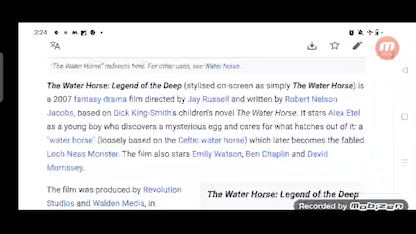 2:24
"The Water Horse" redirects here. For other uses, see Water horse
The Water Horse: Legend of the Deep (stylised on-screen as simply The Water Horse) is
a 2007 fantasy drama film directed by Jay Russell and written by Robert Nelson
Jacobs, based on Dick King-Smith's children's novel The Water Horse. It stars Alex Etel
as a young boy who discovers a mysterious egg and cares for what hatches out of it: a
"water horse" (loosely based on the Celtic water horse) which later becomes the fabled
Loch Ness Monster. The film also stars Emily Watson, Ben Chaplin and David
Morrissey.
The film was produced by Revolution
Studios and Walden Media, in
The Water Horse: Legend of the Deep
Recorded by mobizen